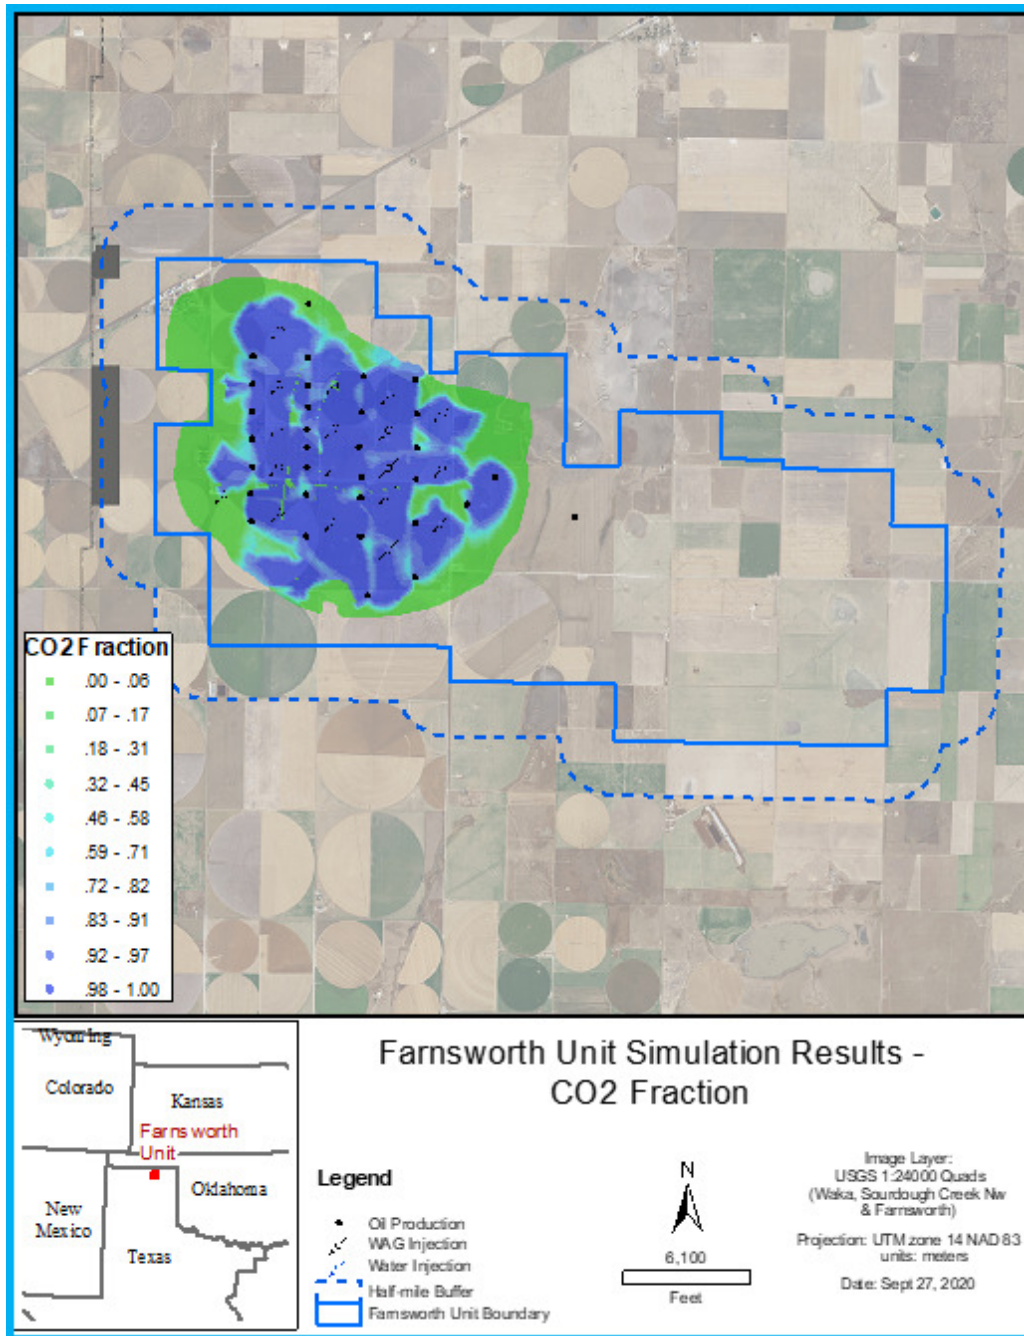 CO2 Fraction
.00 - .06
.07 - .17
.18 - .31
.32 - .45
.46 - .58
.59 - .71
.72 - .82
.83 - .91
.92 - .97
.98 - 1.00
Wyoming
Colorado
Kansas
Farnsworth
Unit
Oklahoma
New
Mexico
Texas
Farnsworth Unit Simulation Results -
CO2 Fraction
Legend
Oil Production
WAG Injection
Water Injection
Half-mile Buffer
Farnsworth Unit Boundary
N
6,100
Feet
Image Layer:
USGS 1:24000 Quads
(Waka, Sourdough Creek Nw
& Farnsworth)
Projection: UTM zone 14 NAD 83
units: meters
Date: Sept 27, 2020